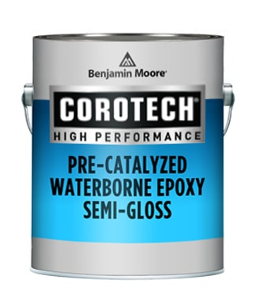 Benjamin Moore®
COROTECH®
HIGH PERFORMANCE
PRE-CATALYZED
WATERBORNE EPOXY
SEMI-GLOSS